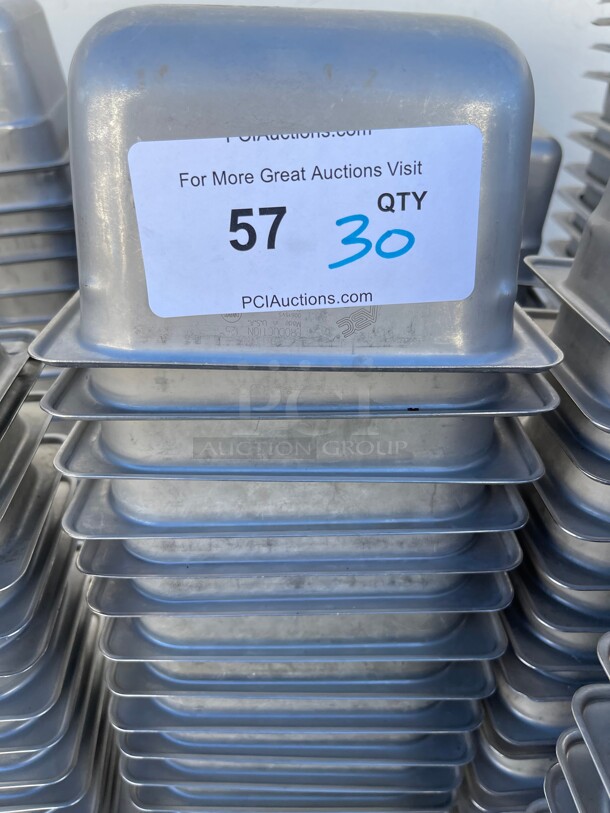 PCIAuctions.com
For More Great Auctions Visit
57
QTY
30
PCIAuctions.com
PCI
AUCTION GROUP